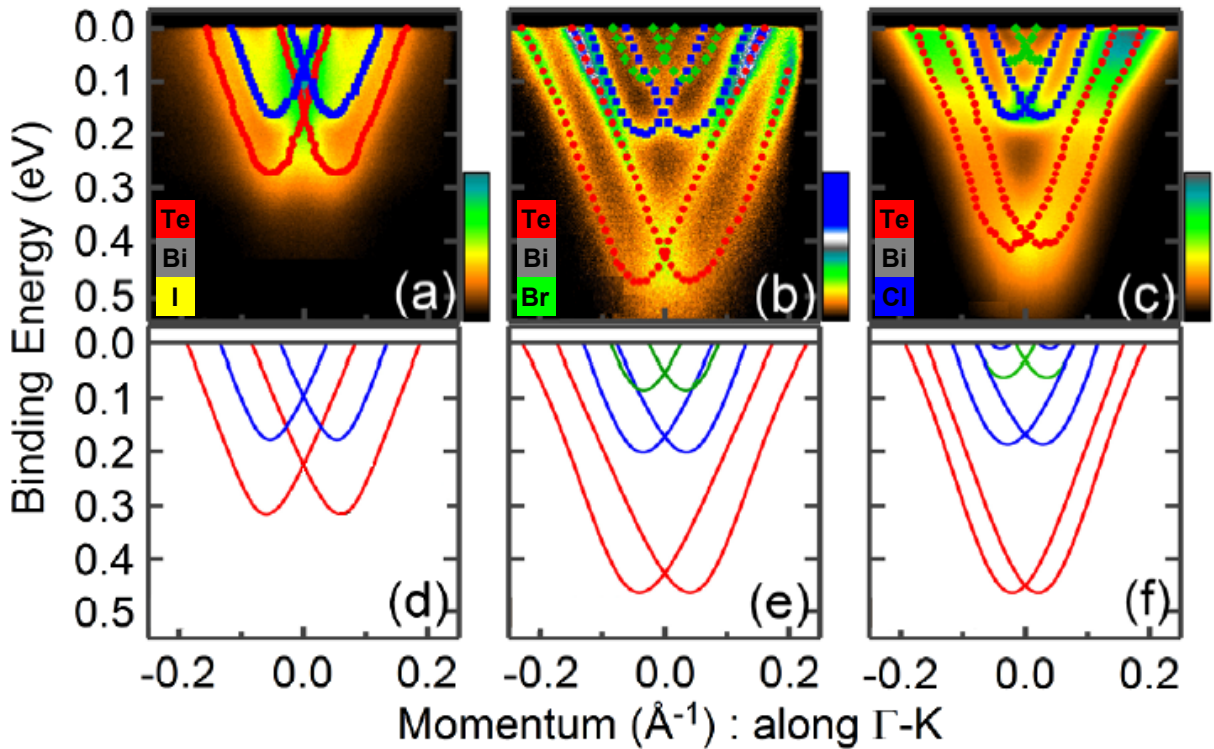 0.0
0.1
0.2
0.3
0.4
0.5
Te
Bi
I
(a)
Te
Bi
Br
(b)
Te
Bi
Cl
(c)
0.0
0.1
0.2
0.3
0.4
0.5
(d)
(e)
(f)
-0.2 0.0 0.2
-0.2 0.0 0.2
-0.2 0.0 0.2
Binding Energy (eV)
Momentum (Å-1) : along Γ-K